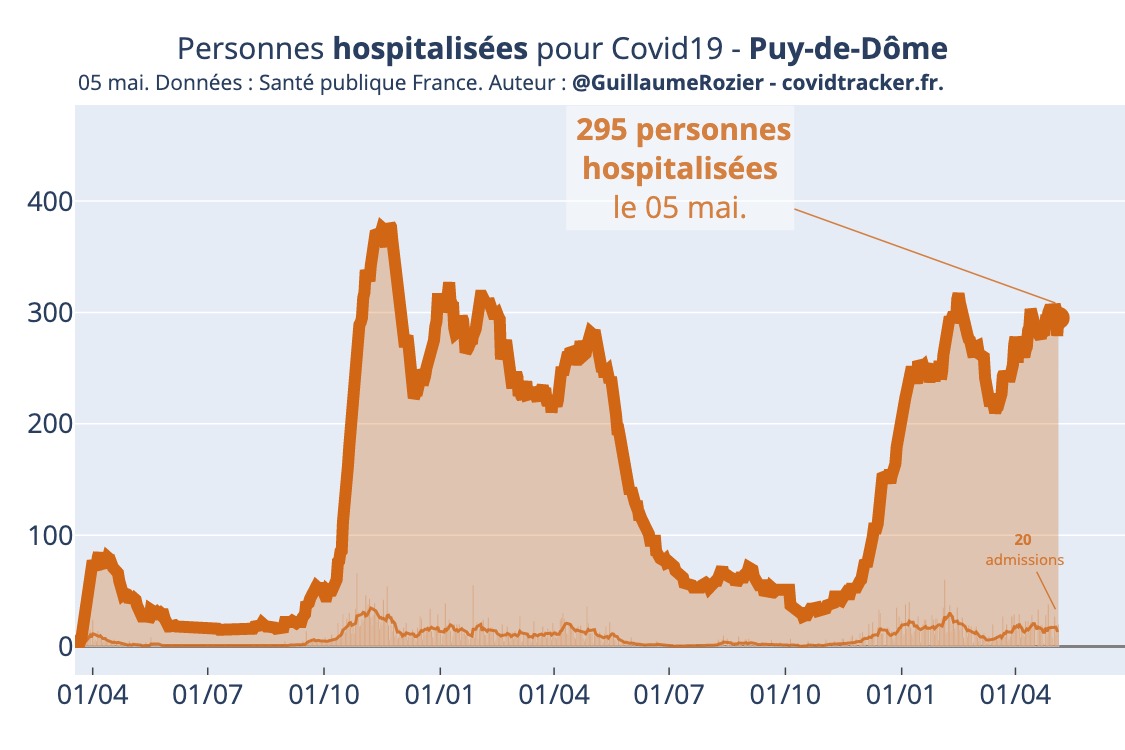 Personnes hospitalisées pour Covid19 - Puy-de-Dôme
05 mai. Données : Santé publique France. Auteur : @GuillaumeRozier - covidtracker.fr.
295 personnes
hospitalisées
le 05 mai.
400
300
200
100
0
20
admissions
01/04 01/07 01/10 01/01 01/04 01/07 01/10 01/01 01/04